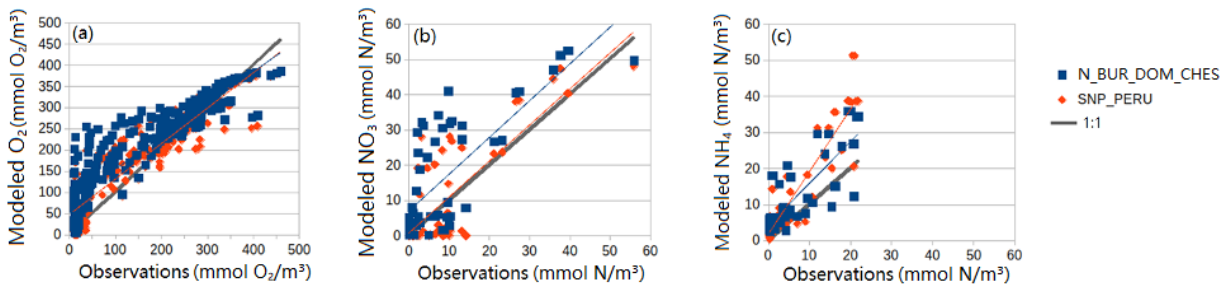 (a)
Modeled O₂ (mmol O₂/m³)
500
450
400
350
300
250
200
150
100
50
0
0 100 200 300 400 500
Observations (mmol O₂/m³)
(b)
Modeled NO₃ (mmol N/m³)
60
50
40
30
20
10
0
0 10 20 30 40 50 60
Observations (mmol N/m³)
(c)
Modeled NH₄ (mmol N/m³)
60
50
40
30
20
10
0
0 10 20 30 40 50 60
Observations (mmol N/m³)
N_BUR_DOM_CHES
SNP_PERU
1:1